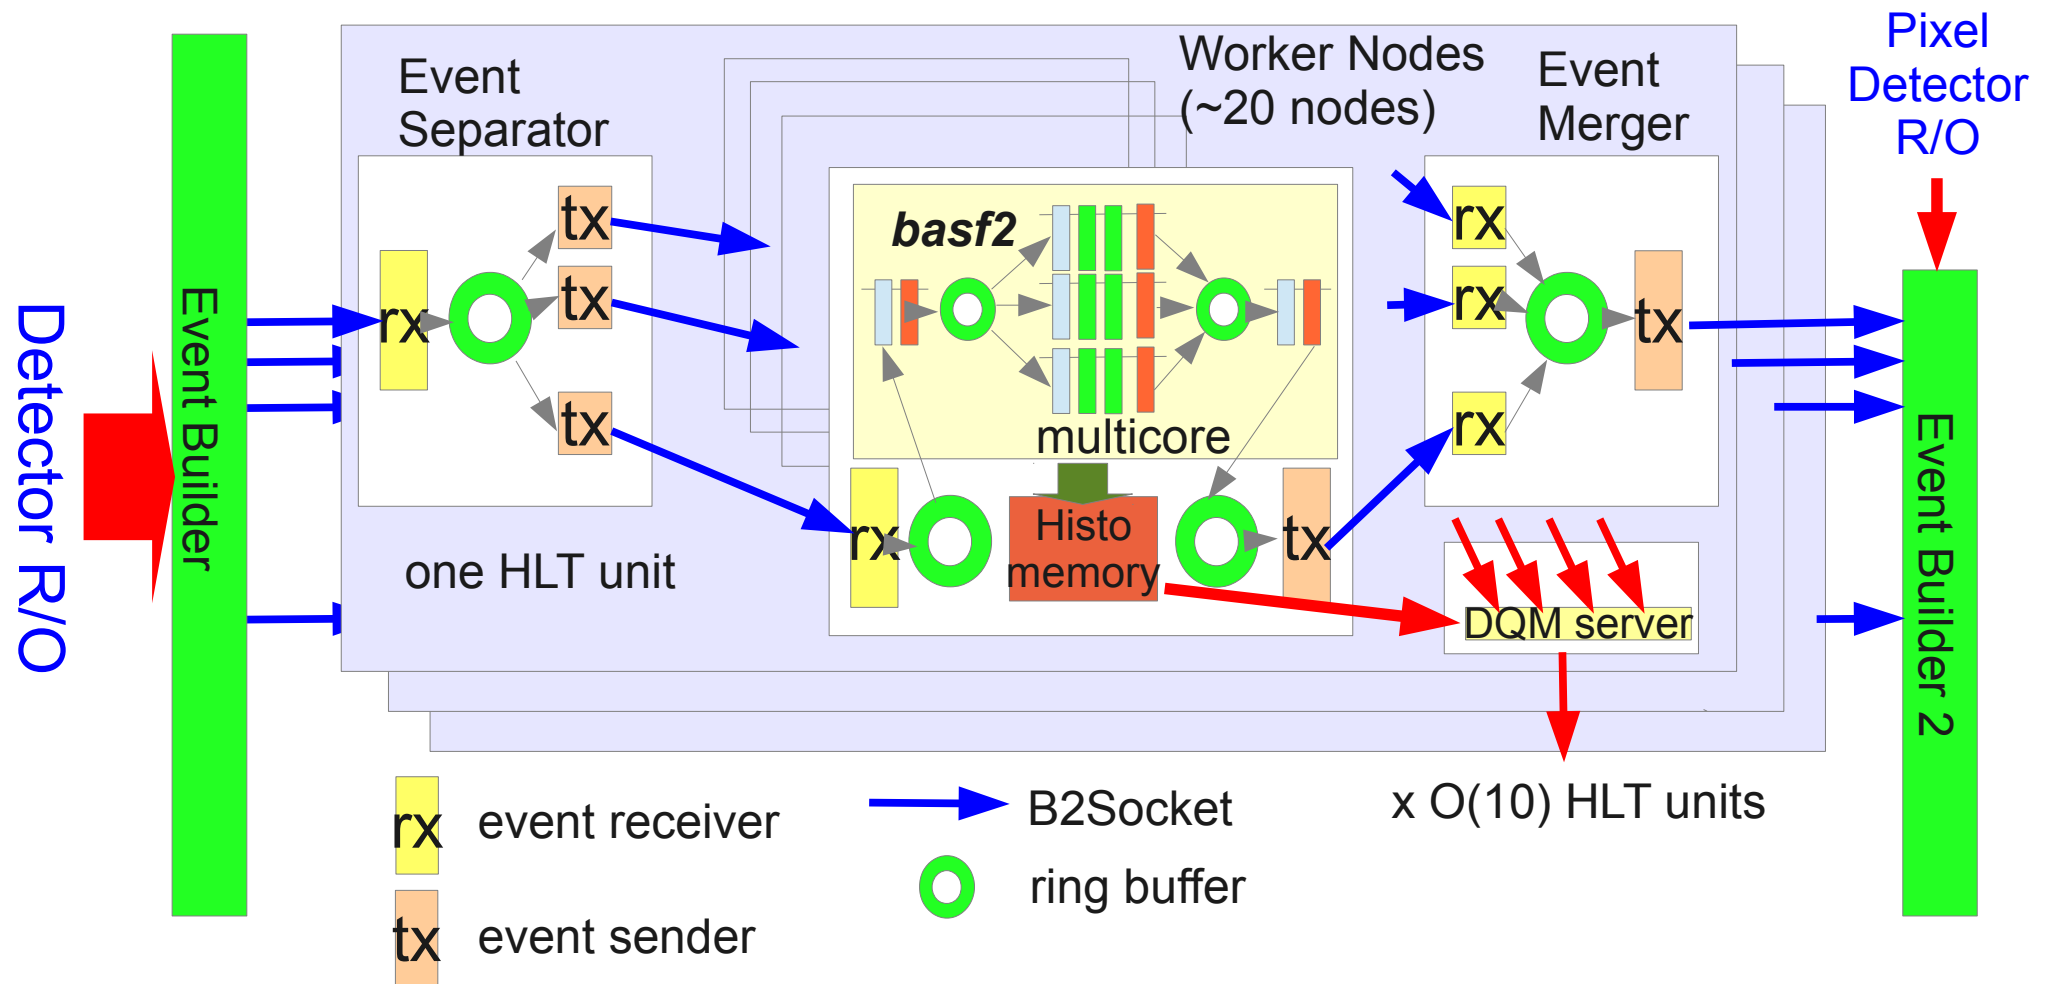 Detector R/O
Event Builder
Event
Separator
rx
tx
tx
tx
one HLT unit
Worker Nodes
(~20 nodes)
basf2
multicore
rx
Histo
memory
tx
Event
Merger
rx
rx
rx
tx
DQM server
Pixel
Detector
R/O
Event Builder 2
x O(10) HLT units
rx event receiver
tx event sender
B2Socket
ring buffer